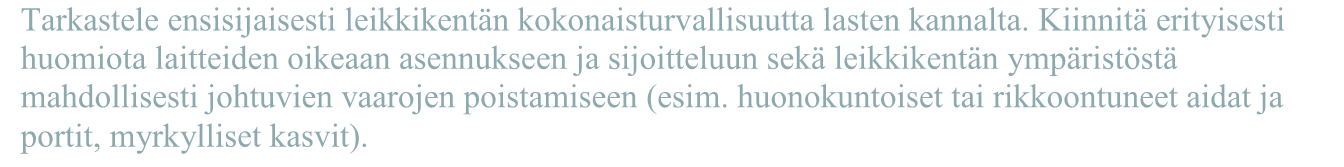 Tarkastele ensisijaisesti leikkikentän kokonaisturvallisuutta lasten kannalta. Kiinnitä erityisesti
huomiota laitteiden oikeaan asennukseen ja sijoitteluun sekä leikkikentän ympäristöstä
mahdollisesti johtuvien vaarojen poistamiseen (esim. huonokuntoiset tai rikkoontuneet aidat ja
portit, myrkylliset kasvit).